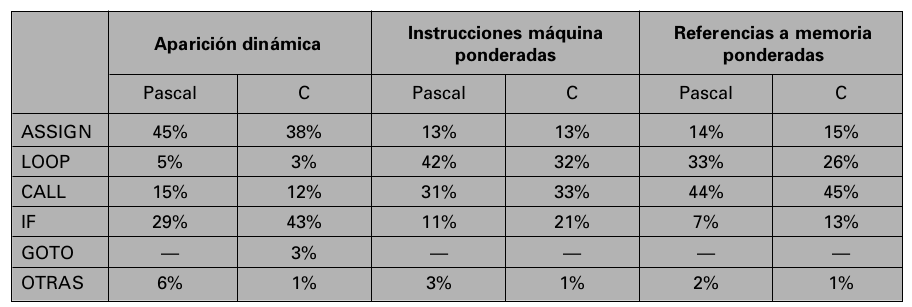 Aparición dinámica Instrucciones máquina ponderadas Referencias a memoria ponderadas
Pascal C Pascal C Pascal C
ASSIGN 45% 38% 13% 13% 14% 15%
LOOP 5% 3% 42% 32% 33% 26%
CALL 15% 12% 31% 33% 44% 45%
IF 29% 43% 11% 21% 7% 13%
GOTO — 3% — — — —
OTRAS 6% 1% 3% 1% 2% 1%